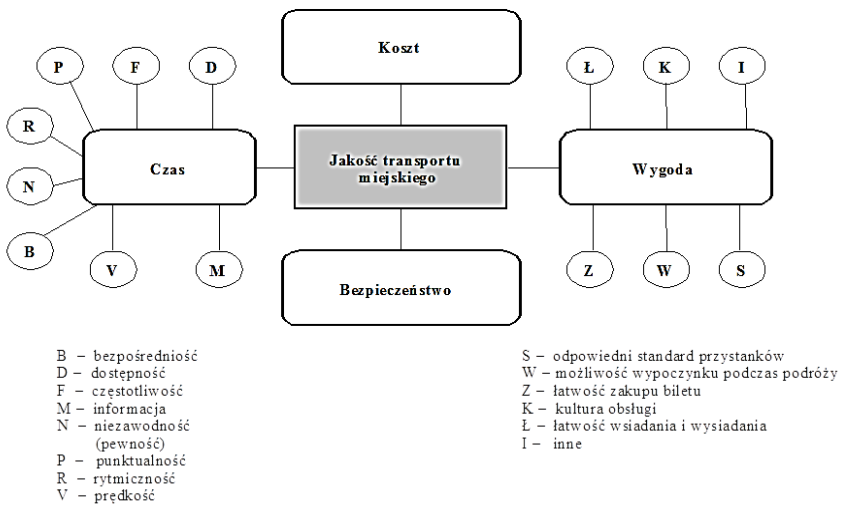 Koszt
P
F
D
Ł
K
I
R
Czas
Jakość transportu
miejskiego
Wygoda
N
B
V
M
Bezpieczeństwo
Z
W
S
B – bezpośredniość
D – dostępność
F – częstotliwość
M – informacja
N – niezawodność
(pewność)
P – punktualność
R – rytmiczność
V – prędkość
S – odpowiedni standard przystanków
W – możliwość wypoczynku podczas podróży
Z – łatwość zakupu biletu
K – kultura obsługi
Ł – łatwość wsiadania i wysiadania
I – inne